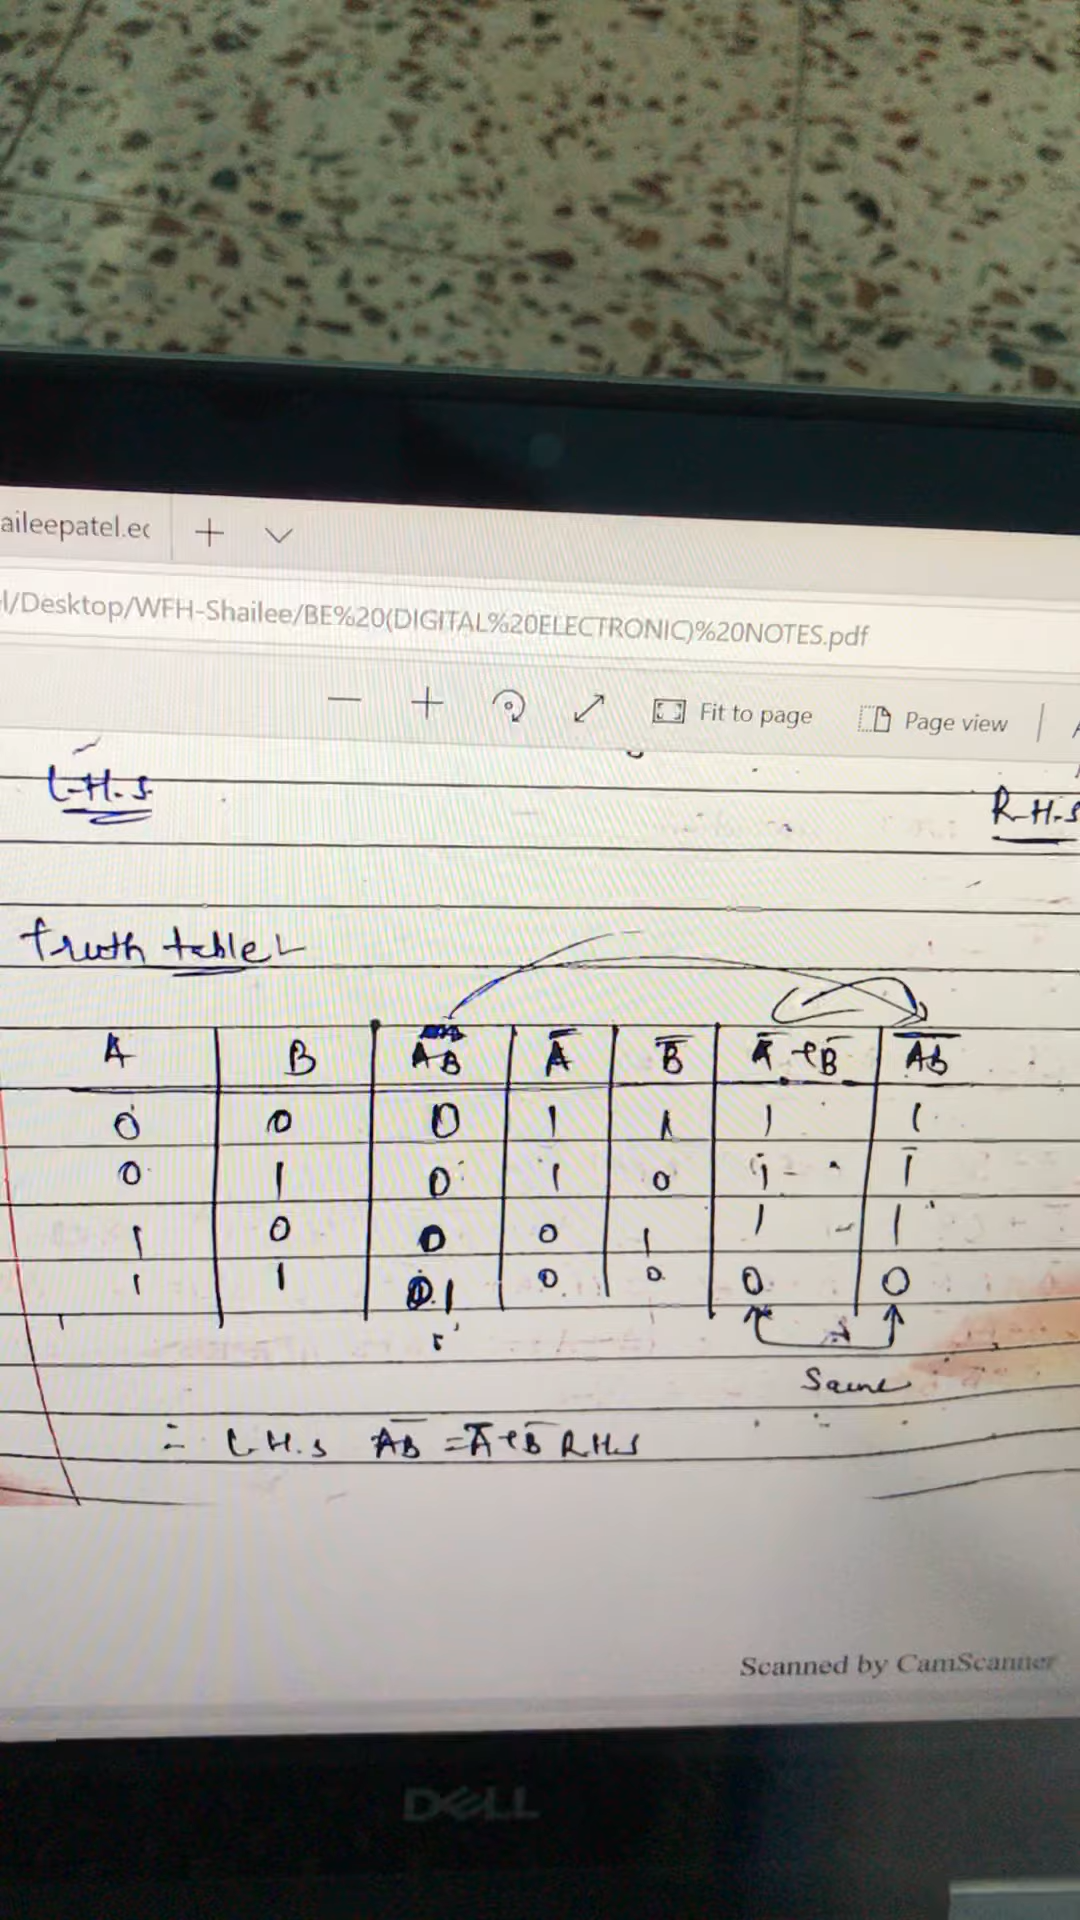 aileepatel.ec
l/Desktop/WFH-Shailee/BE%20(DIGITAL%20ELECTRONIC)%20NOTES.pdf
Fit to page Page view
L.H.S R.H.S
Truth table
A B AB A̅ B̅ A̅+B̅ A̅B̅
0 0 0 1 1 1 1
0 1 0 1 0 1 1
1 0 0 0 1 1 1
1 1 0.1 0 0 0 0
Same
L.H.S A̅B̅ = A̅+B̅ R.H.S
Scanned by CamScanner
DELL